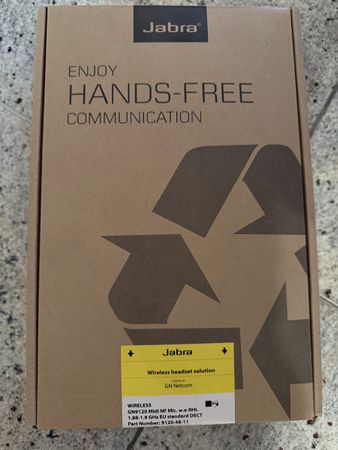 Jabra®
ENJOY
HANDS-FREE
COMMUNICATION
Jabra
Wireless headset solution
GN Netcom
WIRELESS
GN9120 Midi NF Mic. w.e-RHL
1.88-1.9 GHz EU standard DECT
Part Number: 9120-48-11